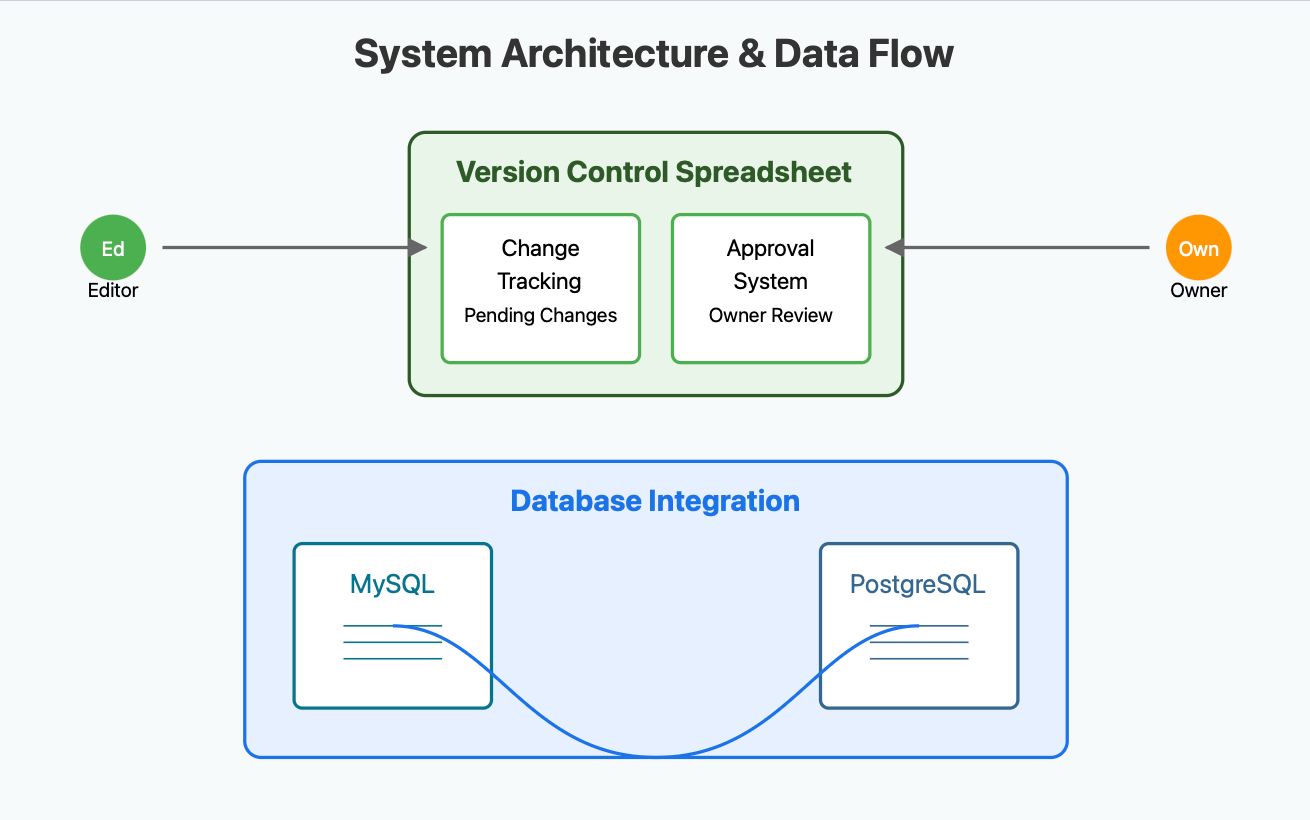 System Architecture & Data Flow
Version Control Spreadsheet
Ed
Editor
Change
Tracking
Pending Changes
Approval
System
Owner Review
Own
Owner
Database Integration
MySQL
PostgreSQL